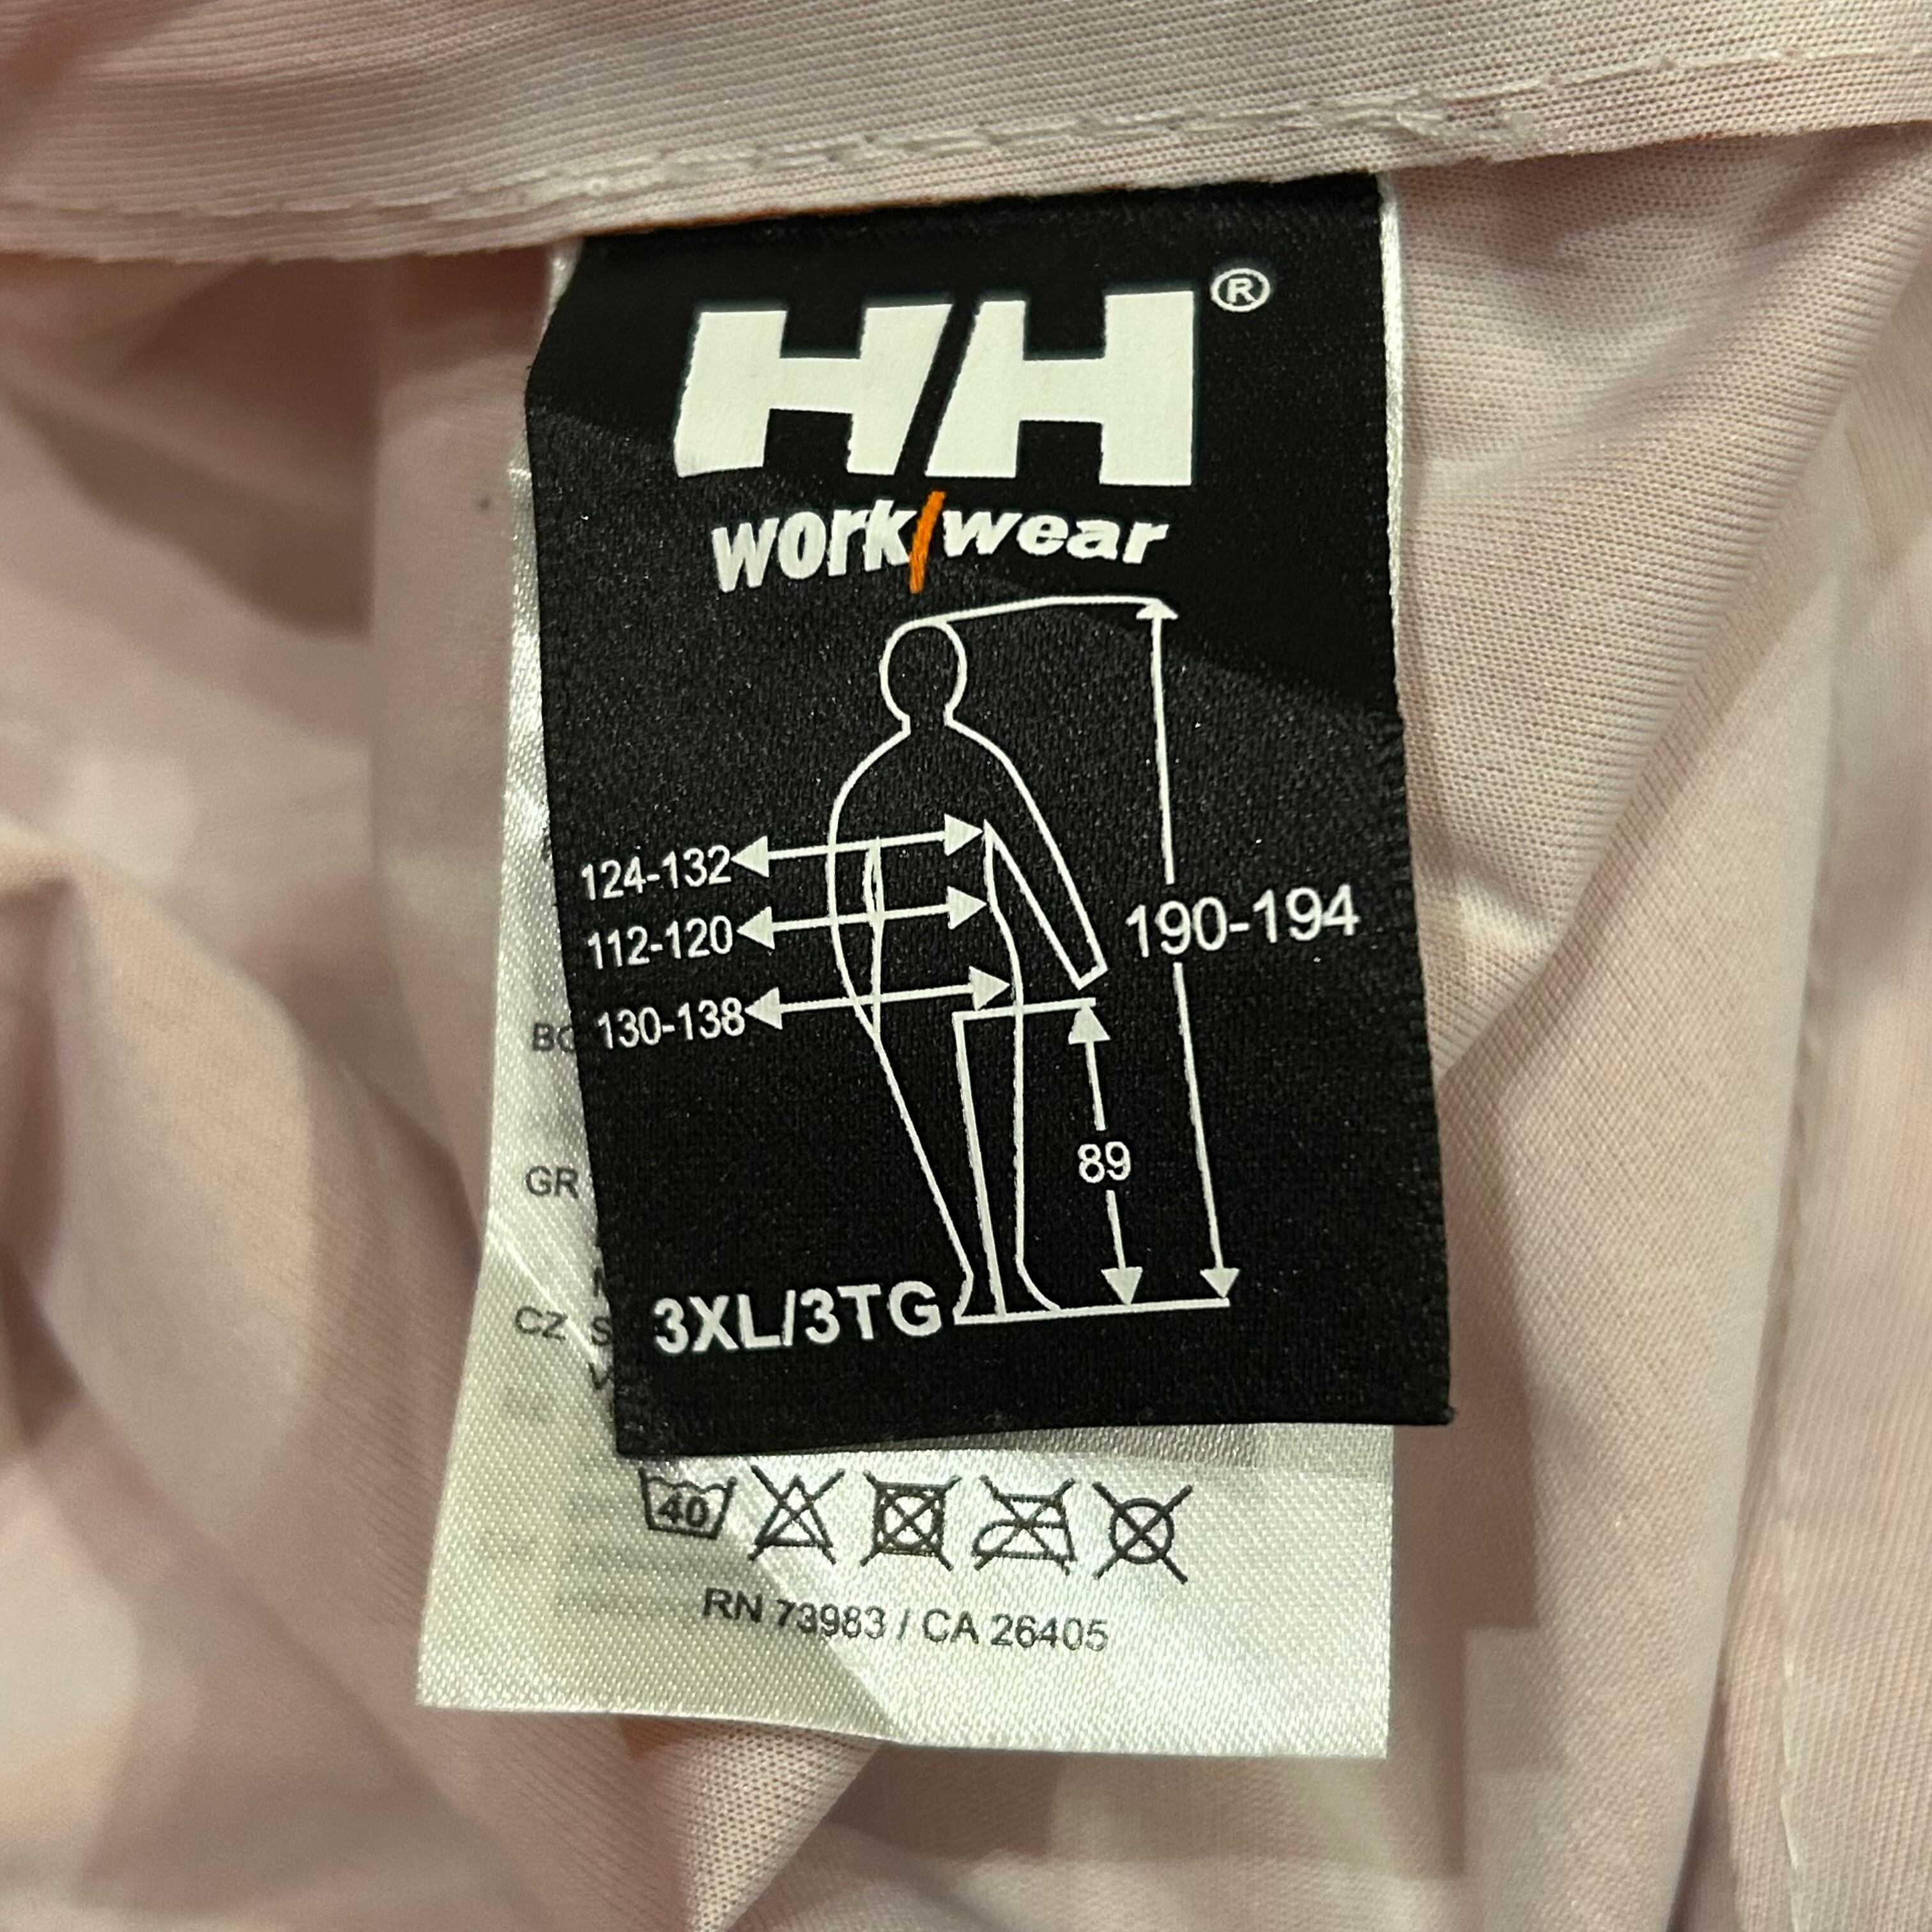 HH®
work/wear
124-132
112-120
190-194
130-138
89
GR
CZ
3XL/3TG
40
RN 73983 / CA 26405